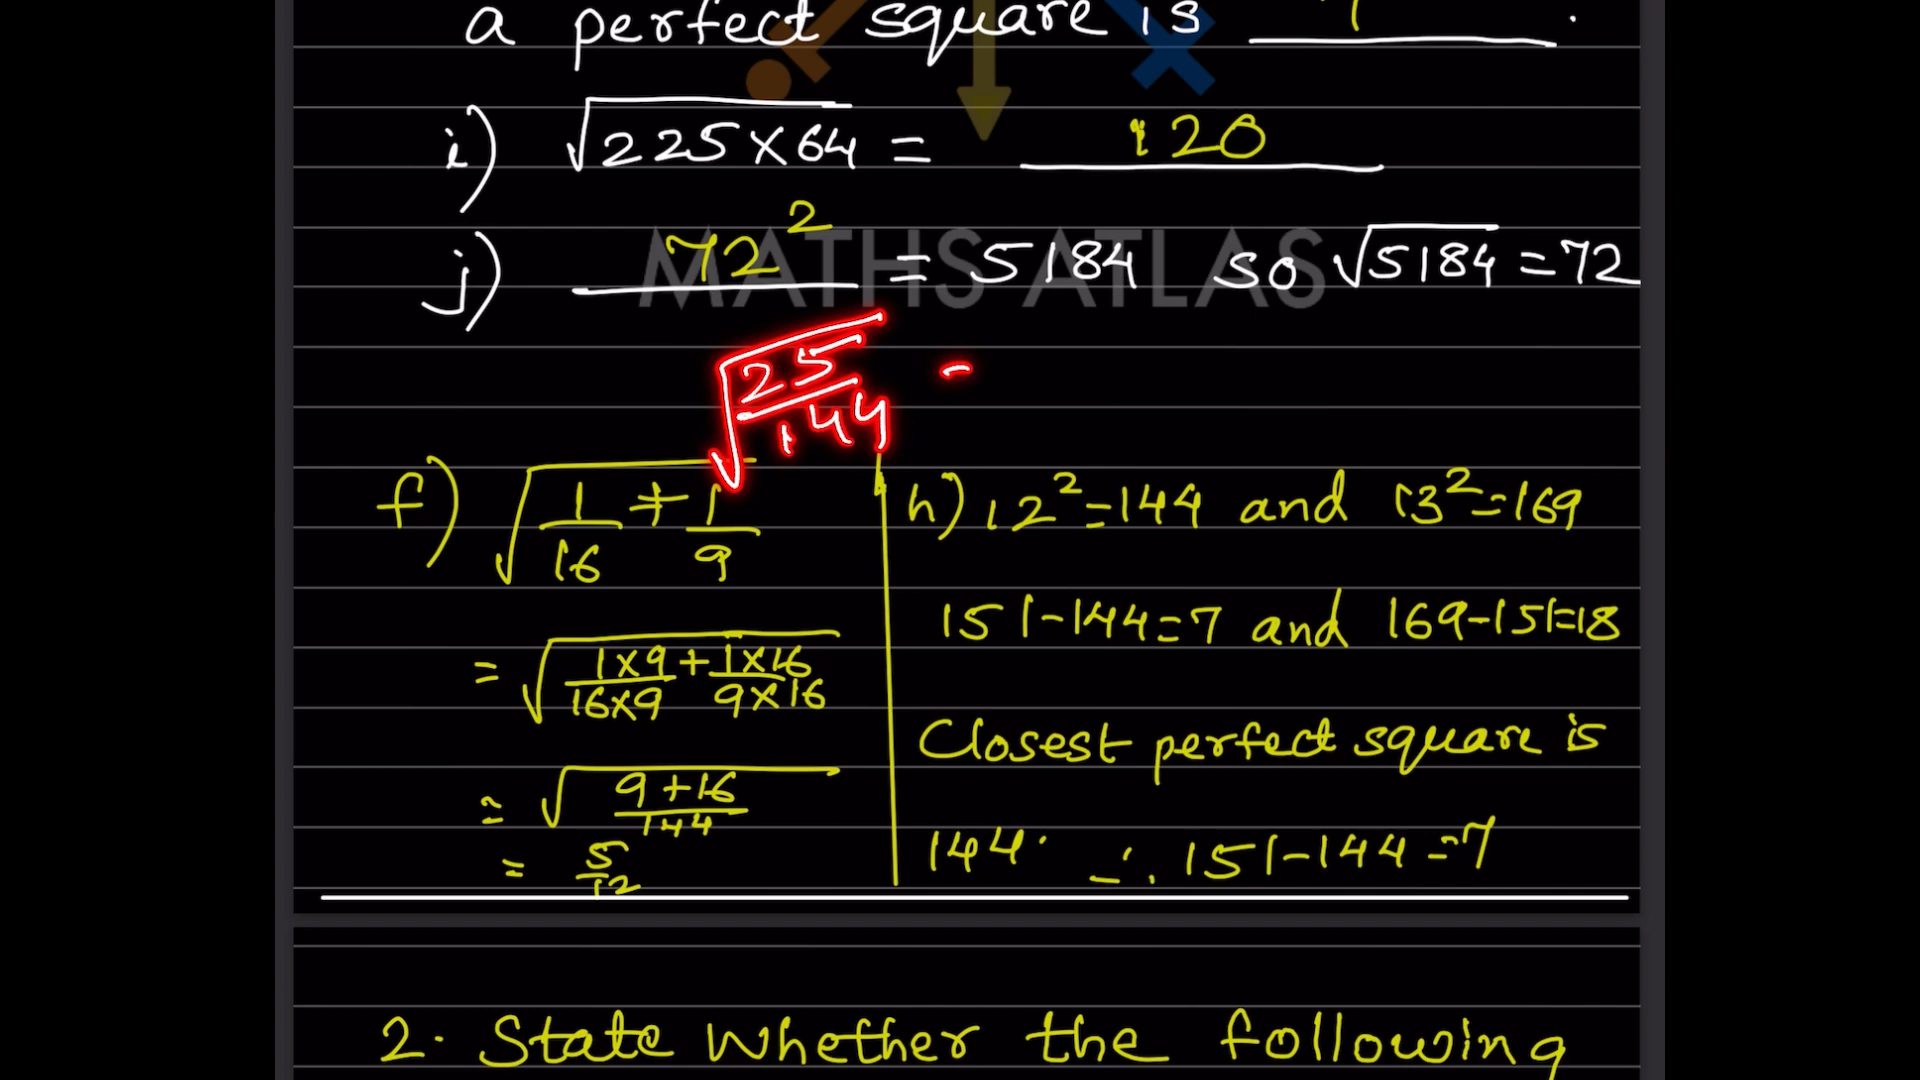 a perfect square is 7.
i) √225×64 = 120
j) 72² = 5184 so √5184 = 72
MATHS ATLAS
√25/144 =
f) √1/16 + 1/9
= √1×9/16×9 + 1×16/9×16
= √9+16/144
= 5/12
h) 12²=144 and 13²=169
151-144=7 and 169-151=18
Closest perfect square is
144. ∴ 151-144=7
2. State whether the following